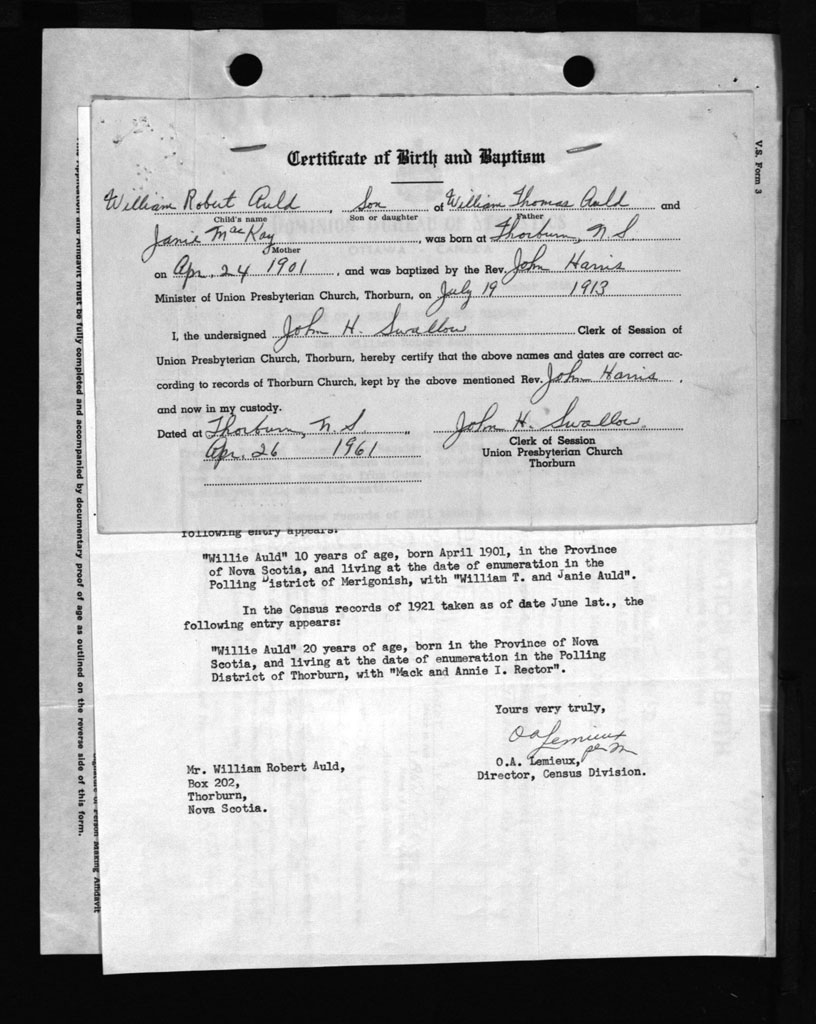 Certificate of Birth and Baptism
William Robert Auld, Son of William Thomas Auld and
Child's name Son or daughter Father
Janie MacKay, was born at Thorburn, N.S.
Mother
on Apr. 24 1901, and was baptized by the Rev. John Harris
Minister of Union Presbyterian Church, Thorburn, on July 19 1913
I, the undersigned John H. Swallow Clerk of Session of
Union Presbyterian Church, Thorburn, hereby certify that the above names and dates are correct ac-
cording to records of Thorburn Church, kept by the above mentioned Rev. John Harris,
and now in my custody.
Dated at Thorburn, N.S. John H. Swallow
Apr. 26 1961 Clerk of Session
Union Presbyterian Church
Thorburn
V.S. Form 3
following entry appears:
"Willie Auld" 10 years of age, born April 1901, in the Province
of Nova Scotia, and living at the date of enumeration in the
Polling District of Merigonish, with "William T. and Janie Auld".
In the Census records of 1921 taken as of date June 1st., the
following entry appears:
"Willie Auld" 20 years of age, born in the Province of Nova
Scotia, and living at the date of enumeration in the Polling
District of Thorburn, with "Mack and Annie I. Rector".
Yours very truly,
OA Lemieux
per M
O.A. Lemieux,
Director, Census Division.
Mr. William Robert Auld,
Box 202,
Thorburn,
Nova Scotia.
Application and Affidavit must be fully completed and accompanied by documentary proof of age as outlined on the reverse side of this form.
Signature of Person Making Affidavit